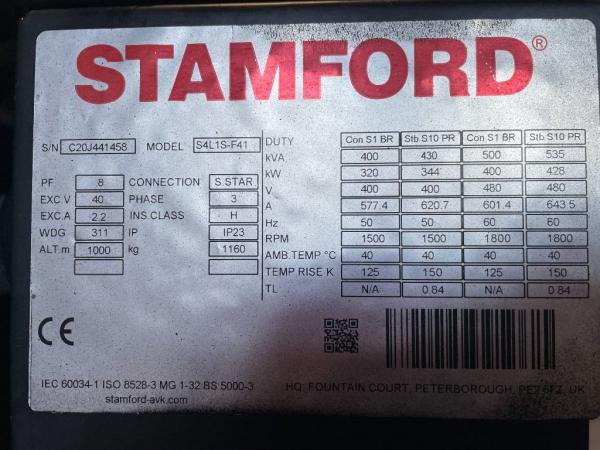 STAMFORD®
S/N C20J441458 MODEL S4L1S-F41
PF 8 CONNECTION S.STAR
EXC V 40 PHASE 3
EXC.A 2.2 INS.CLASS H
WDG 311 IP IP23
ALT.m 1000 kg 1160
DUTY Con S1 BR Stb S10 PR Con S1 BR Stb S10 PR
kVA 400 430 500 535
kW 320 344 400 428
V 400 400 480 480
A 577.4 620.7 601.4 643.5
Hz 50 50 60 60
RPM 1500 1500 1800 1800
AMB.TEMP °C 40 40 40 40
TEMP RISE K 125 150 125 150
TL N/A 0.84 N/A 0.84
CE
IEC 60034-1 ISO 8528-3 MG 1-32 BS 5000-3
stamford-avk.com
HQ: FOUNTAIN COURT, PETERBOROUGH, PE2 6FZ, UK